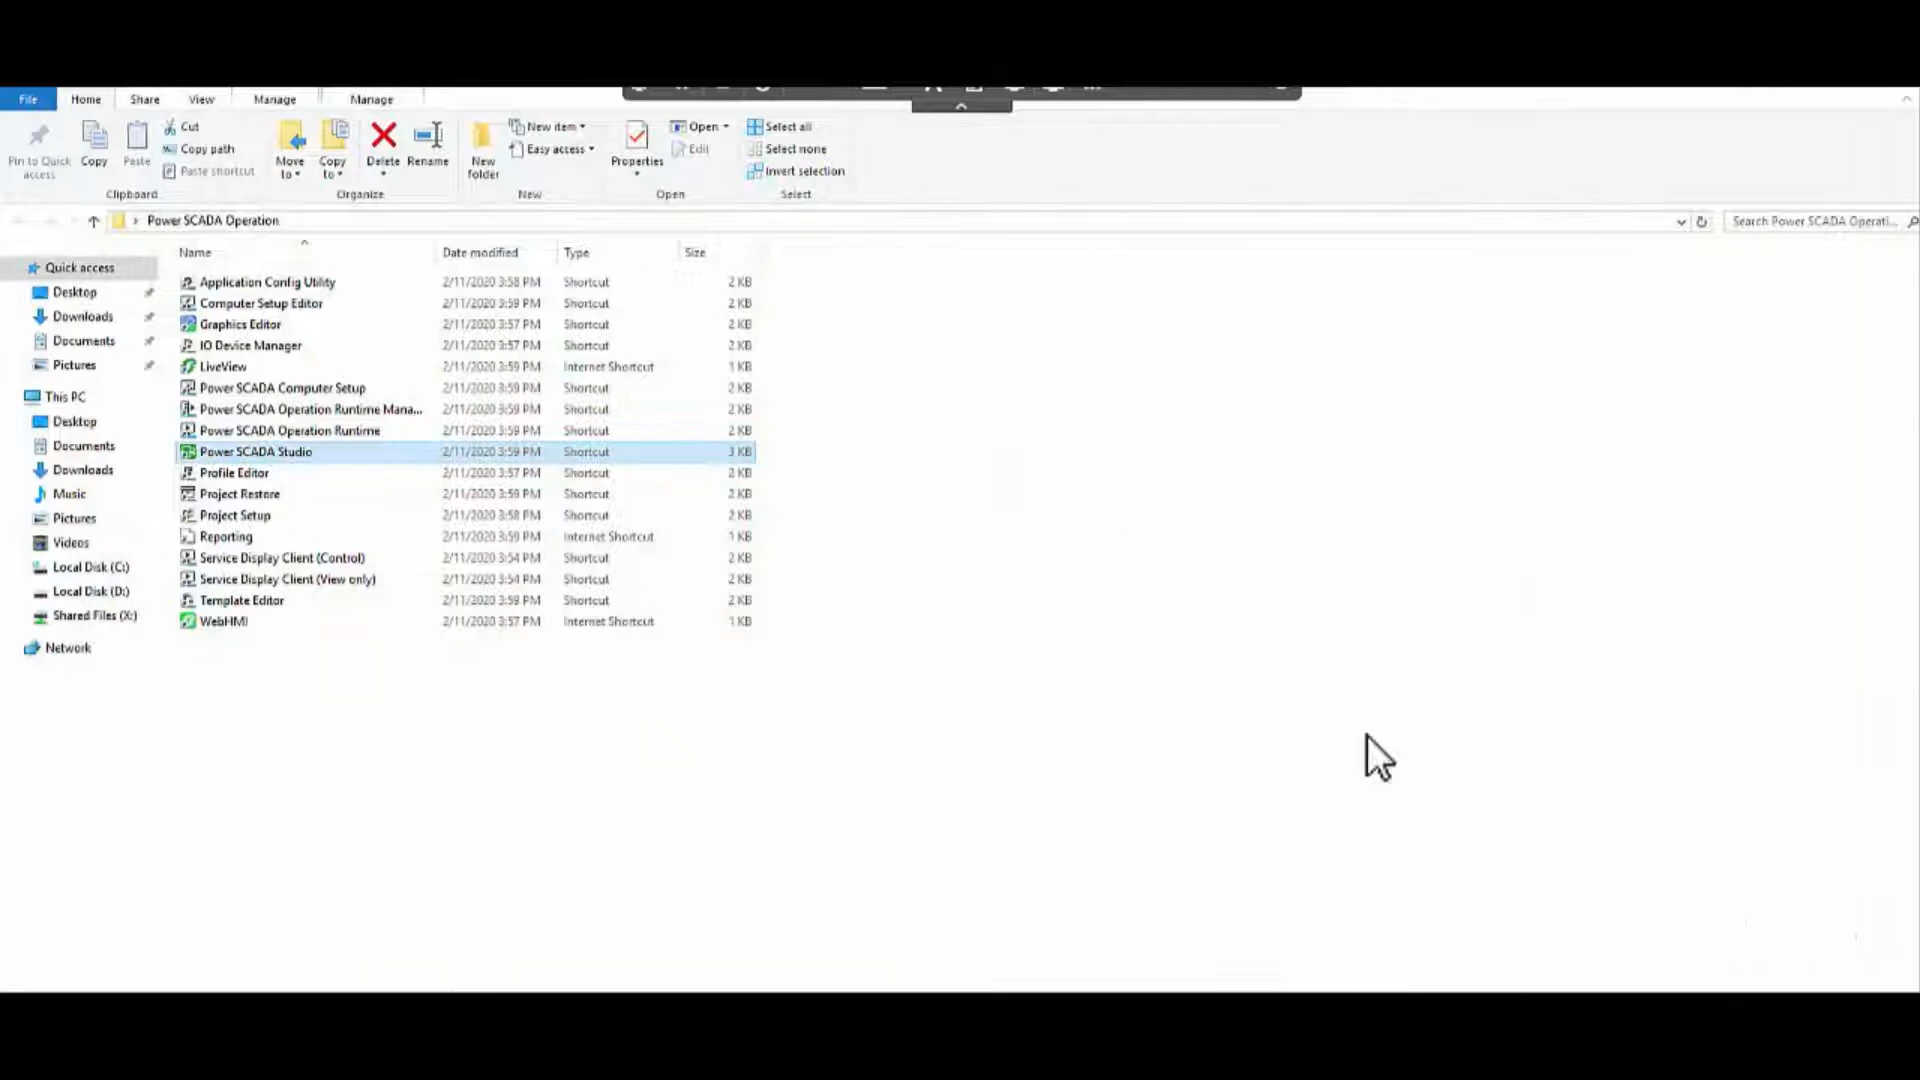 File Home Share View Manage Manage
Pin to Quick access
Copy
Paste
Cut
Copy path
Paste shortcut
Clipboard
Move to
Copy to
Delete
Rename
Organize
New folder
New item
Easy access
New
Properties
Open
Edit
Open
Select all
Select none
Invert selection
Select
Power SCADA Operation
Search Power SCADA Operati...
Quick access
Desktop
Downloads
Documents
Pictures
This PC
Desktop
Documents
Downloads
Music
Pictures
Videos
Local Disk (C:)
Local Disk (D:)
Shared Files (X:)
Network
Name Date modified Type Size
Application Config Utility 2/11/2020 3:58 PM Shortcut 2 KB
Computer Setup Editor 2/11/2020 3:59 PM Shortcut 2 KB
Graphics Editor 2/11/2020 3:57 PM Shortcut 2 KB
IO Device Manager 2/11/2020 3:57 PM Shortcut 2 KB
LiveView 2/11/2020 3:59 PM Internet Shortcut 1 KB
Power SCADA Computer Setup 2/11/2020 3:59 PM Shortcut 2 KB
Power SCADA Operation Runtime Mana... 2/11/2020 3:59 PM Shortcut 2 KB
Power SCADA Operation Runtime 2/11/2020 3:59 PM Shortcut 2 KB
Power SCADA Studio 2/11/2020 3:59 PM Shortcut 3 KB
Profile Editor 2/11/2020 3:57 PM Shortcut 2 KB
Project Restore 2/11/2020 3:59 PM Shortcut 2 KB
Project Setup 2/11/2020 3:58 PM Shortcut 2 KB
Reporting 2/11/2020 3:59 PM Internet Shortcut 1 KB
Service Display Client (Control) 2/11/2020 3:54 PM Shortcut 2 KB
Service Display Client (View only) 2/11/2020 3:54 PM Shortcut 2 KB
Template Editor 2/11/2020 3:59 PM Shortcut 2 KB
WebHMI 2/11/2020 3:57 PM Internet Shortcut 1 KB